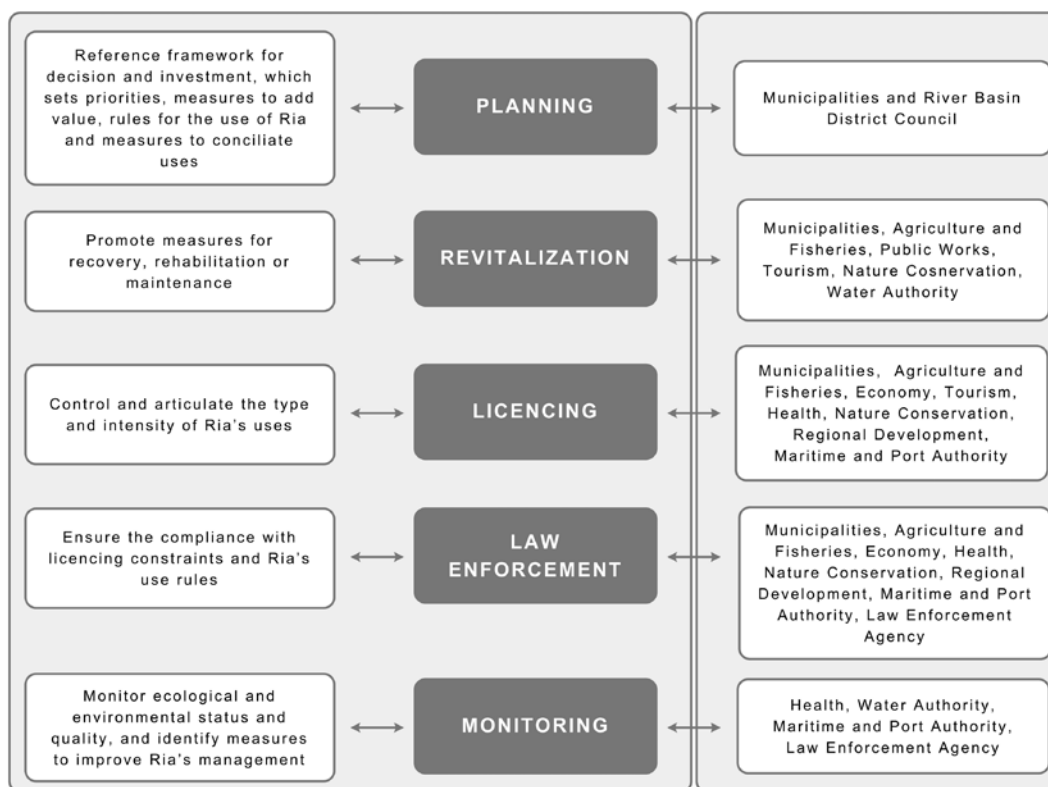 Reference framework for
decision and investment, which
sets priorities, measures to add
value, rules for the use of Ria
and measures to conciliate
uses
PLANNING
Municipalities and River Basin
District Council
Promote measures for
recovery, rehabilitation or
maintenance
REVITALIZATION
Municipalities, Agriculture and
Fisheries, Public Works,
Tourism, Nature Cosnervation,
Water Authority
Control and articulate the type
and intensity of Ria's uses
LICENCING
Municipalities, Agriculture and
Fisheries, Economy, Tourism,
Health, Nature Conservation,
Regional Development,
Maritime and Port Authority
Ensure the compliance with
licencing constraints and Ria's
use rules
LAW
ENFORCEMENT
Municipalities, Agriculture and
Fisheries, Economy, Health,
Nature Conservation, Regional
Development, Maritime and Port
Authority, Law Enforcement
Agency
Monitor ecological and
environmental status and
quality, and identify measures
to improve Ria's management
MONITORING
Health, Water Authority,
Maritime and Port Authority,
Law Enforcement Agency